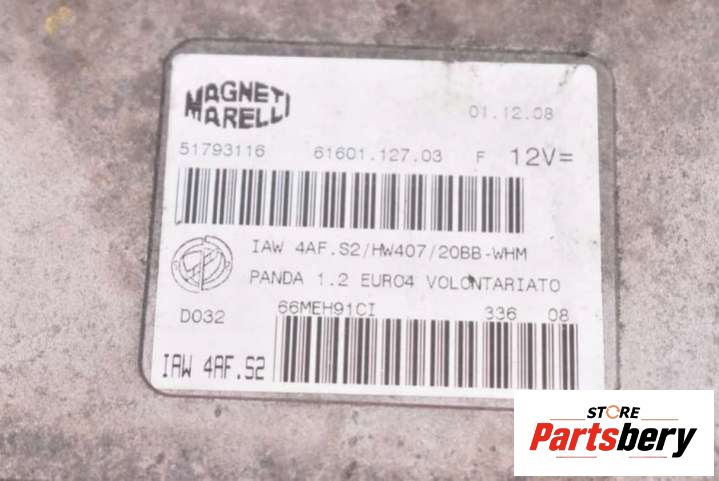 MAGNETI
MARELLI
01.12.08
51793116 61601.127.03 F 12V=
IAW 4AF.S2/HW407/20BB-WHM
PANDA 1.2 EURO4 VOLONTARIATO
D032 66MEH91CI 336 08
IAW 4AF.S2
STORE
Partsbery